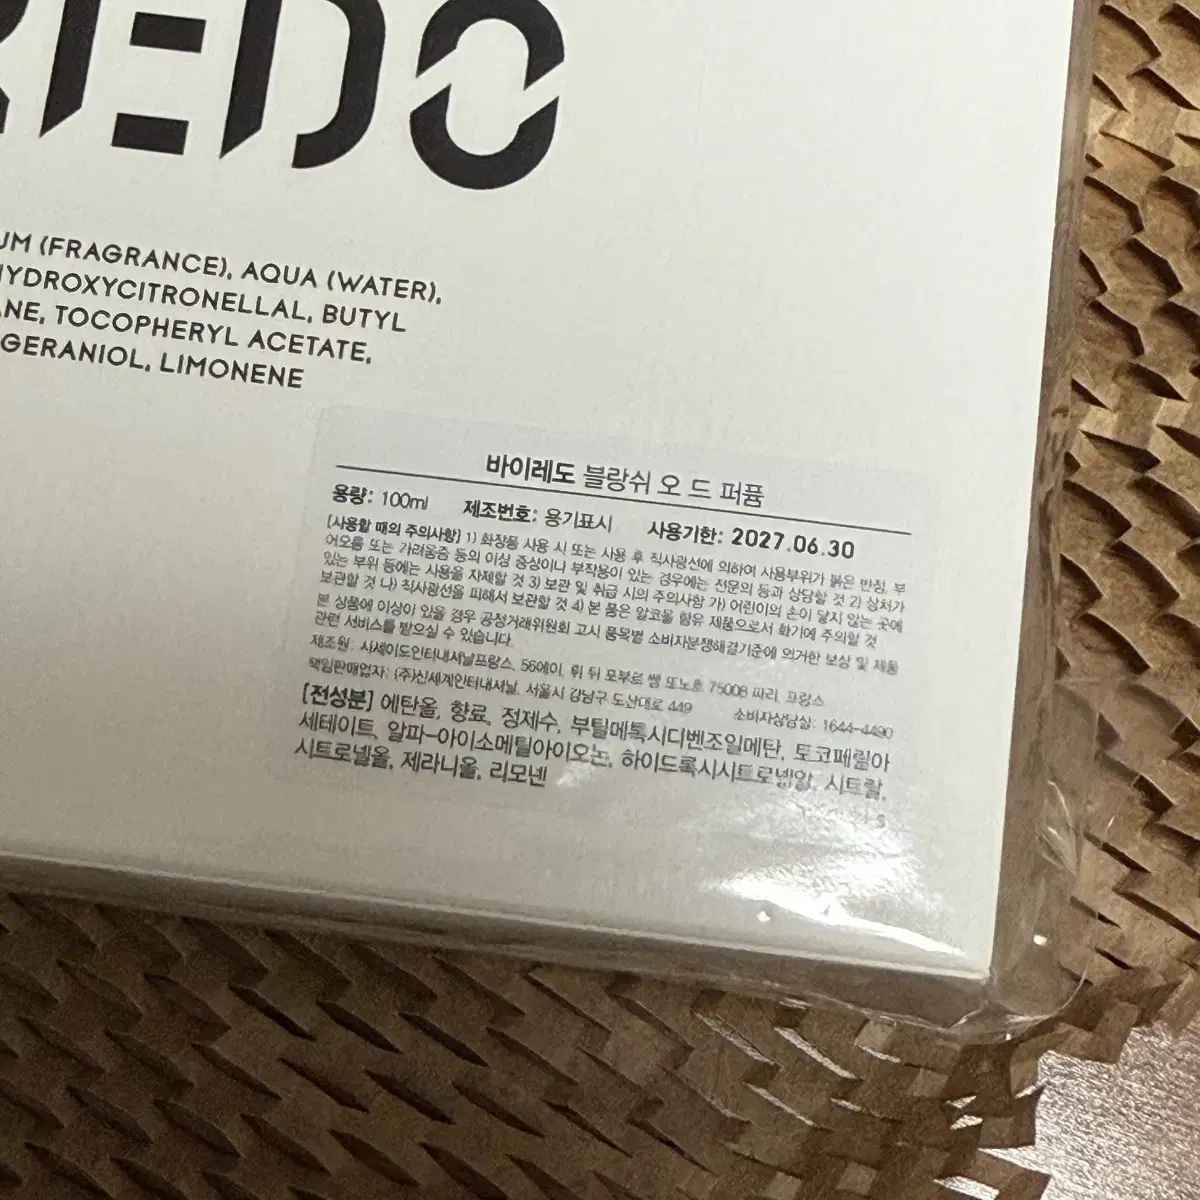 REDO
UM (FRAGRANCE), AQUA (WATER),
HYDROXYCITRONELLAL, BUTYL
ANE, TOCOPHERYL ACETATE,
GERANIOL, LIMONENE
바이레도 블랑쉬 오 드 퍼퓸
용량: 100ml 제조번호: 용기표시 사용기한: 2027.06.30
[사용할 때의 주의사항] 1) 화장품 사용 시 또는 사용 후 직사광선에 의하여 사용부위가 붉은 반점, 부
어오름 또는 가려움증 등의 이상 증상이나 부작용이 있는 경우에는 전문의 등과 상담할 것 2) 상처가
있는 부위 등에는 사용을 자제할 것 3) 보관 및 취급 시의 주의사항 가) 어린이의 손이 닿지 않는 곳에
보관할 것 나) 직사광선을 피해서 보관할 것 4) 본 품은 알코올 함유 제품으로서 화기에 주의할 것
본 상품에 이상이 있을 경우 공정거래위원회 고시 품목별 소비자분쟁해결기준에 의거한 보상 및 제품
관련 서비스를 받으실 수 있습니다.
제조원: 시세이도인터내셔날프랑스, 56에이, 뤼 뒤 포부르 쌩 또노흐 75008 파리, 프랑스
책임판매업자: (주)신세계인터내셔날, 서울시 강남구 도산대로 449 소비자상담실: 1644-4490
[전성분] 에탄올, 향료, 정제수, 부틸메톡시디벤조일메탄, 토코페릴아
세테이트, 알파-아이소메틸아이오논, 하이드록시시트로넬알, 시트랄,
시트로넬올, 제라니올, 리모넨